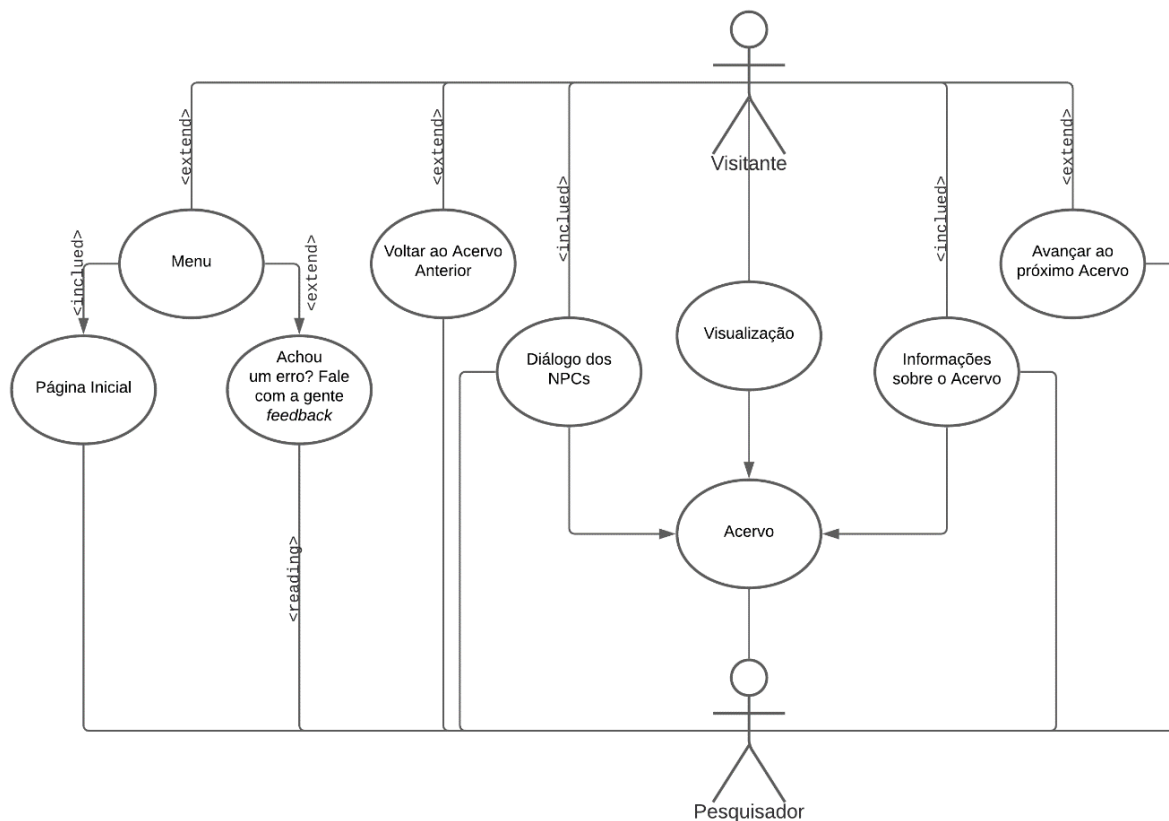 Visitante
<extend>
<extend>
<inclued>
<inclued>
<extend>
Menu
Voltar ao Acervo
Anterior
Avançar ao
próximo Acervo
<inclued>
<extend>
Visualização
Página Inicial
Achou
um erro? Fale
com a gente
feedback
Diálogo dos
NPCs
Informações
sobre o Acervo
Acervo
<reading>
Pesquisador